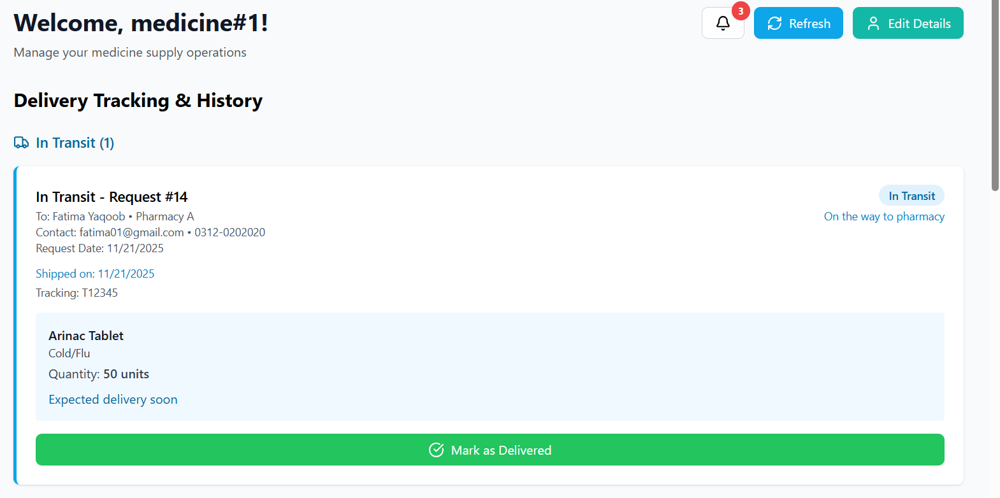 Welcome, medicine#1!
3
Refresh
Edit Details
Manage your medicine supply operations
Delivery Tracking & History
In Transit (1)
In Transit - Request #14
In Transit
To: Fatima Yaqoob • Pharmacy A
On the way to pharmacy
Contact: fatima01@gmail.com • 0312-0202020
Request Date: 11/21/2025
Shipped on: 11/21/2025
Tracking: T12345
Arinac Tablet
Cold/Flu
Quantity: 50 units
Expected delivery soon
Mark as Delivered